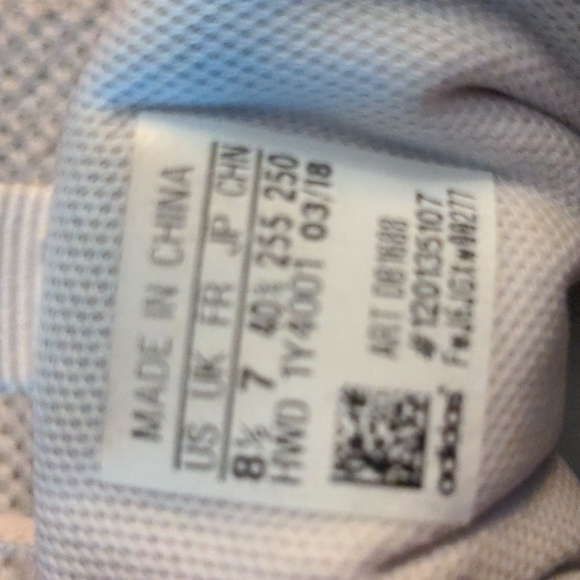 MADE IN CHINA
US UK FR JP CHN
8½ 7 40⅔ 255 250
HWD TY4001 03/18
ART DB1688
#120135107
adidas